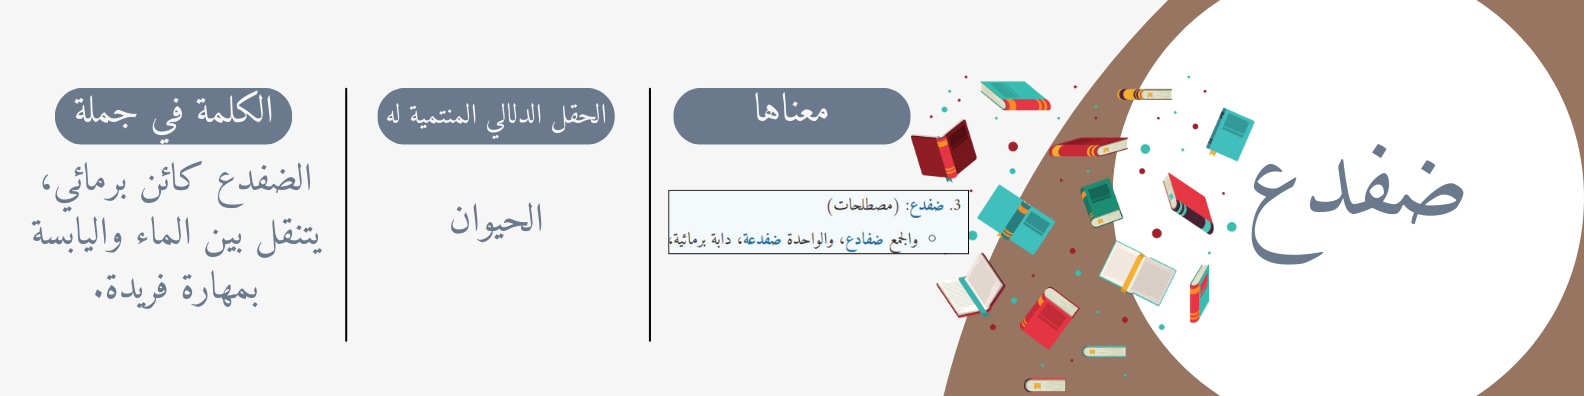 ضفدع
معناها
3. ضفدع: (مصطلحات)
○ والجمع ضفادع، والواحدة ضفدعة، دابة برمائية،
الحقل الدلالي المنتمية له
الحيوان
الكلمة في جملة
الضفدع كائن برمائي،
يتنقل بين الماء واليابسة
بمهارة فريدة.